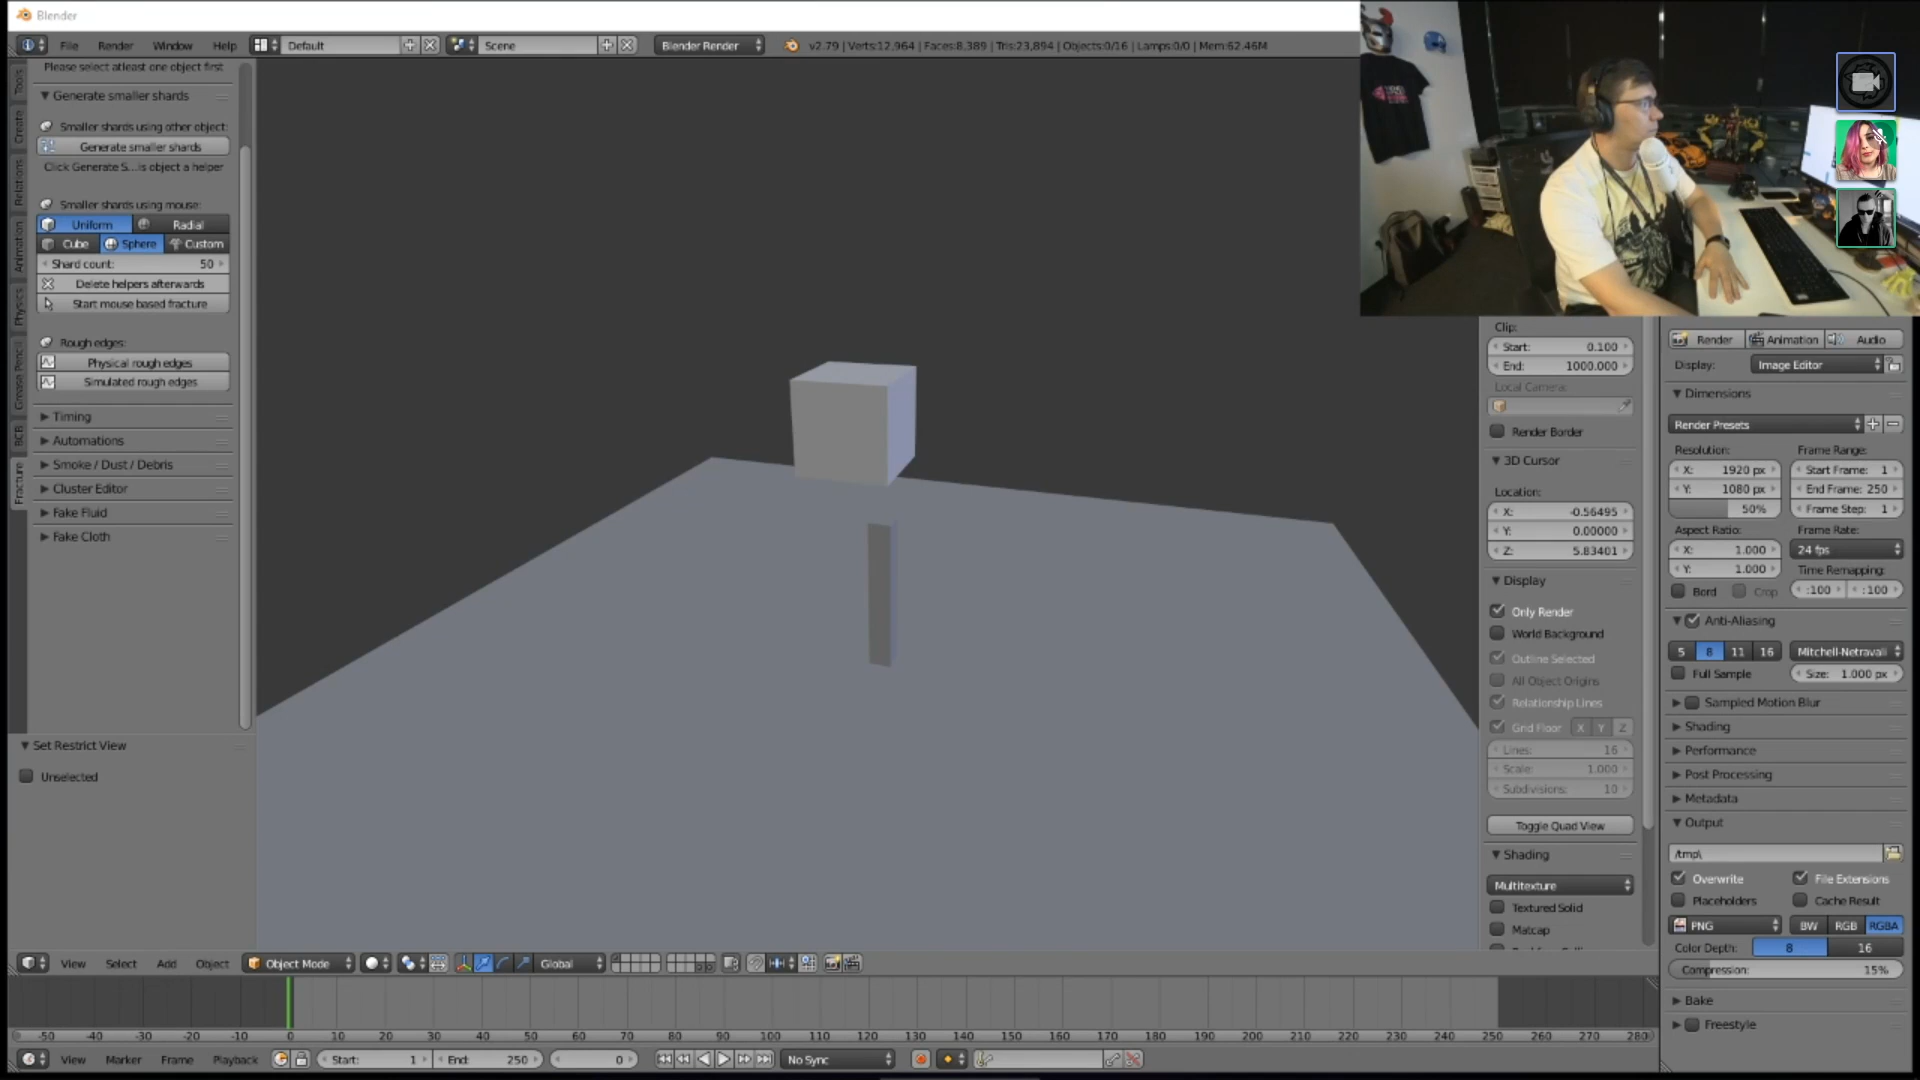 Blender
File Render Window Help Default Scene Blender Render v2.79 | Verts:12,964 | Faces:8,389 | Tris:23,894 | Objects:0/16 | Lamps:0/0 | Mem:62.46M
Please select atleast one object first
Generate smaller shards
Smaller shards using other object:
Generate smaller shards
Click Generate S...is object a helper
Smaller shards using mouse:
Uniform Radial
Cube Sphere Custom
Shard count: 50
Delete helpers afterwards
Start mouse based fracture
Rough edges:
Physical rough edges
Simulated rough edges
Timing
Automations
Smoke / Dust / Debris
Cluster Editor
Fake Fluid
Fake Cloth
Tools
Create
Relations
Animation
Physics
Grease Pencil
BCB
Fracture
Set Restrict View
Unselected
Clip:
Start: 0.100
End: 1000.000
Local Camera:
Render Border
3D Cursor
Location:
X: -0.56495
Y: 0.00000
Z: 5.83401
Display
Only Render
World Background
Outline Selected
All Object Origins
Relationship Lines
Grid Floor X Y Z
Lines: 16
Scale: 1.000
Subdivisions: 10
Toggle Quad View
Shading
Multitexture
Textured Solid
Matcap
Render Animation Audio
Display: Image Editor
Dimensions
Render Presets
Resolution: Frame Range:
X: 1920 px Start Frame: 1
Y: 1080 px End Frame: 250
50% Frame Step: 1
Aspect Ratio: Frame Rate:
X: 1.000 24 fps
Y: 1.000 Time Remapping:
Bord Crop :100 :100
Anti-Aliasing
5 8 11 16 Mitchell-Netravali
Full Sample Size: 1.000 px
Sampled Motion Blur
Shading
Performance
Post Processing
Metadata
Output
/tmp\
Overwrite File Extensions
Placeholders Cache Result
PNG BW RGB RGBA
Color Depth: 8 16
Compression: 15%
Bake
Freestyle
View Select Add Object Object Mode Global
-50 -40 -30 -20 -10 0 10 20 30 40 50 60 70 80 90 100 110 120 130 140 150 160 170 180 190 200 210 220 230 240 250 260 270 280
View Marker Frame Playback Start: 1 End: 250 0 No Sync